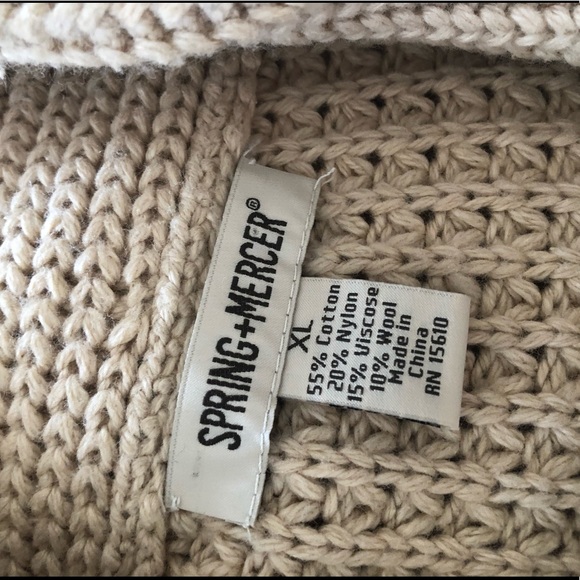 SPRING+MERCER®
XL
55% Cotton
20% Nylon
15% Viscose
10% Wool
Made in
China
RN 15610